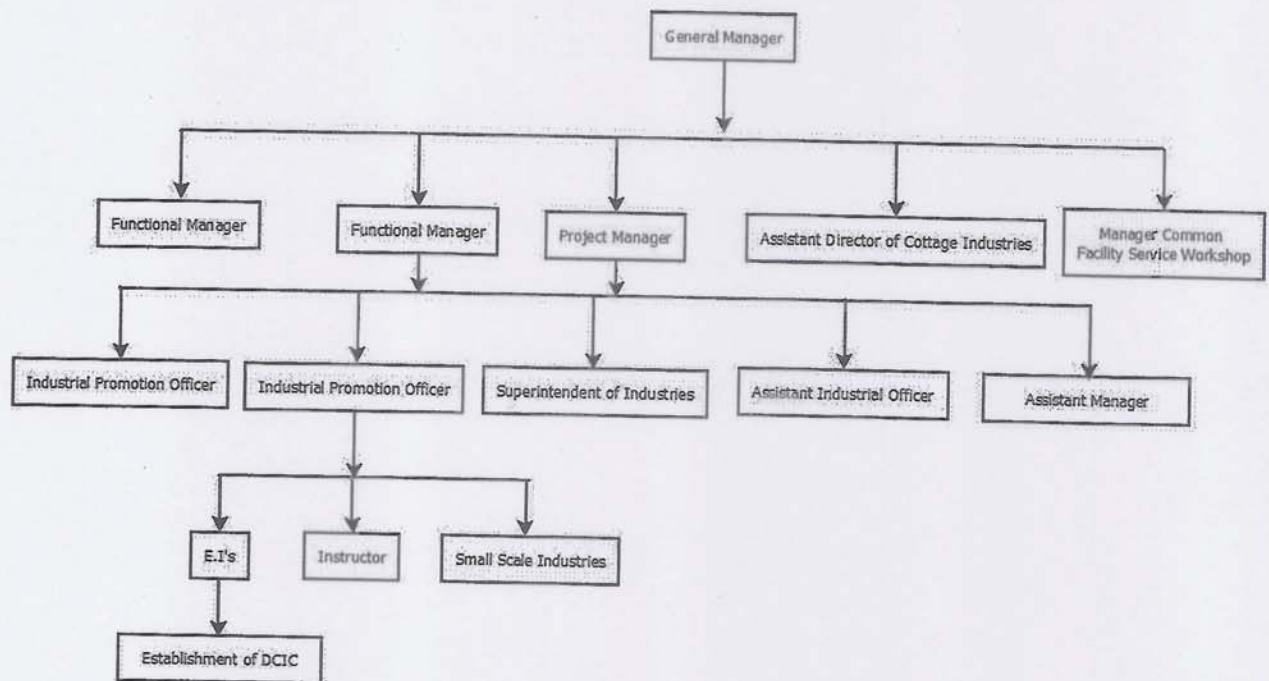 General Manager
Functional Manager
Functional Manager
Project Manager
Assistant Director of Cottage Industries
Manager Common
Facility Service Workshop
Industrial Promotion Officer
Industrial Promotion Officer
Superintendent of Industries
Assistant Industrial Officer
Assistant Manager
E.I's
Instructor
Small Scale Industries
Establishment of DCIC